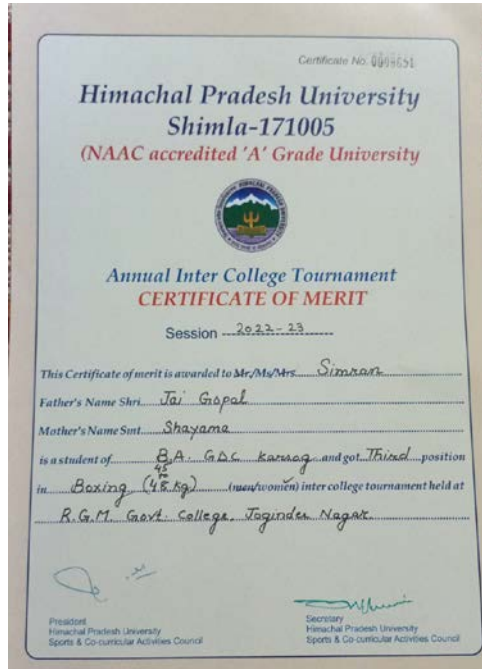 Certificate No. 0009651
Himachal Pradesh University
Shimla-171005
(NAAC accredited 'A' Grade University
Annual Inter College Tournament
CERTIFICATE OF MERIT
Session 2022-23
This Certificate of merit is awarded to Mr/Ms/Mrs. Simran
Father's Name Shri Jai Gopal
Mother's Name Smt Shayama
is a student of B.A. GDC Karsog and got Third position
in Boxing (45 to 48 kg) (men/women) inter college tournament held at
R.G.M. Govt. College, Joginder Nagar
President
Himachal Pradesh University
Sports & Co-curricular Activities Council
Secretary
Himachal Pradesh University
Sports & Co-curricular Activities Council